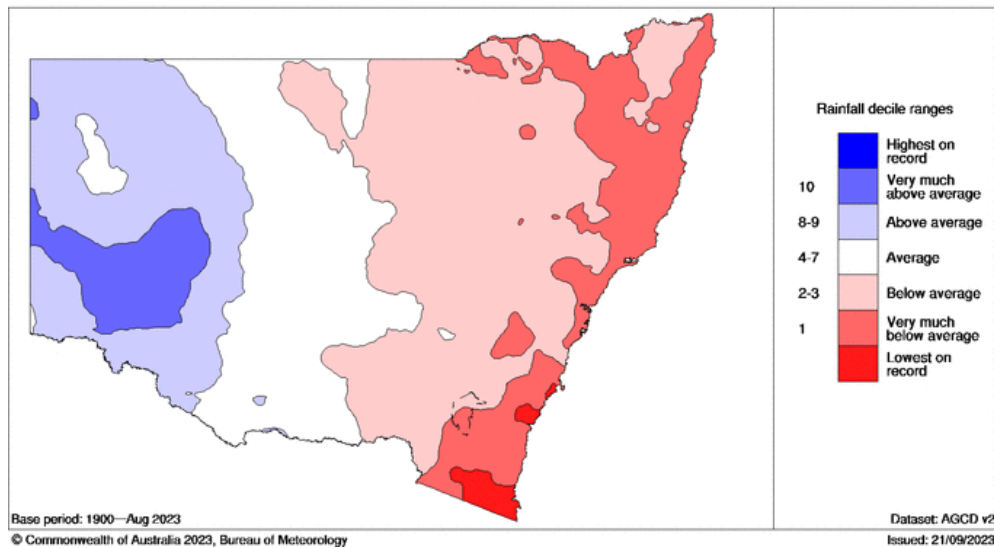 Rainfall decile ranges
Highest on
record
10
Very much
above average
8-9
Above average
4-7
Average
2-3
Below average
1
Very much
below average
Lowest on
record
Base period: 1900—Aug 2023
Dataset: AGCD v2
© Commonwealth of Australia 2023, Bureau of Meteorology
Issued: 21/09/2023